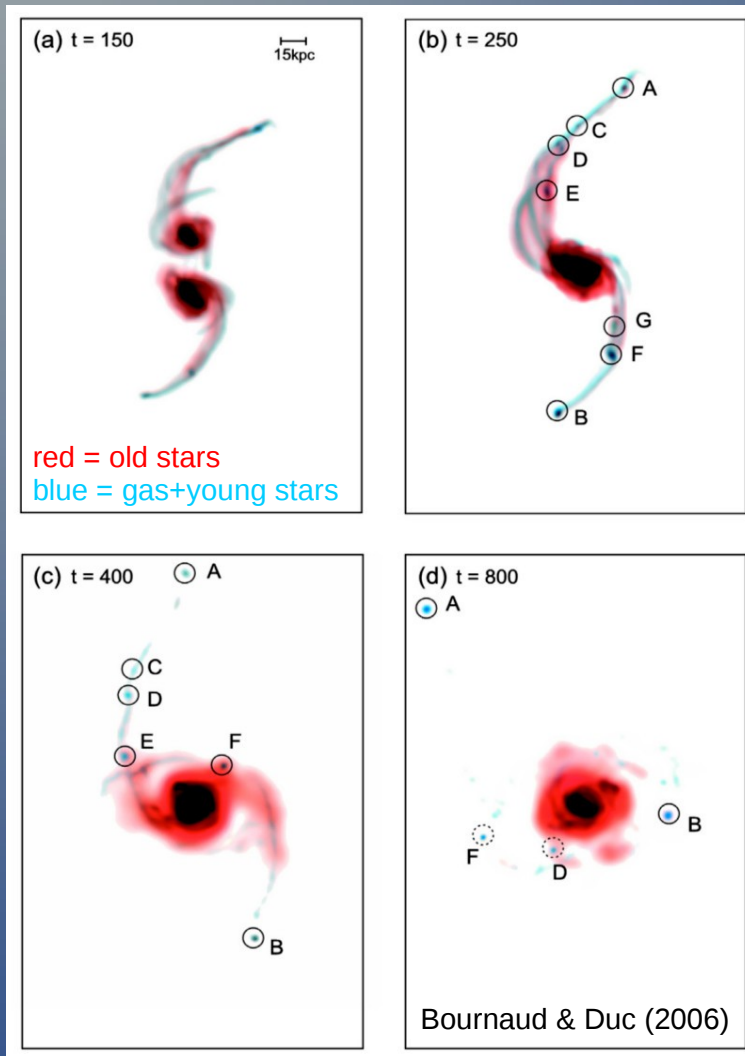 (a) t = 150
15kpc
red = old stars
blue = gas+young stars
(b) t = 250
A
C
D
E
G
F
B
(c) t = 400
A
C
D
E
F
B
(d) t = 800
A
B
F
D
Bournaud & Duc (2006)